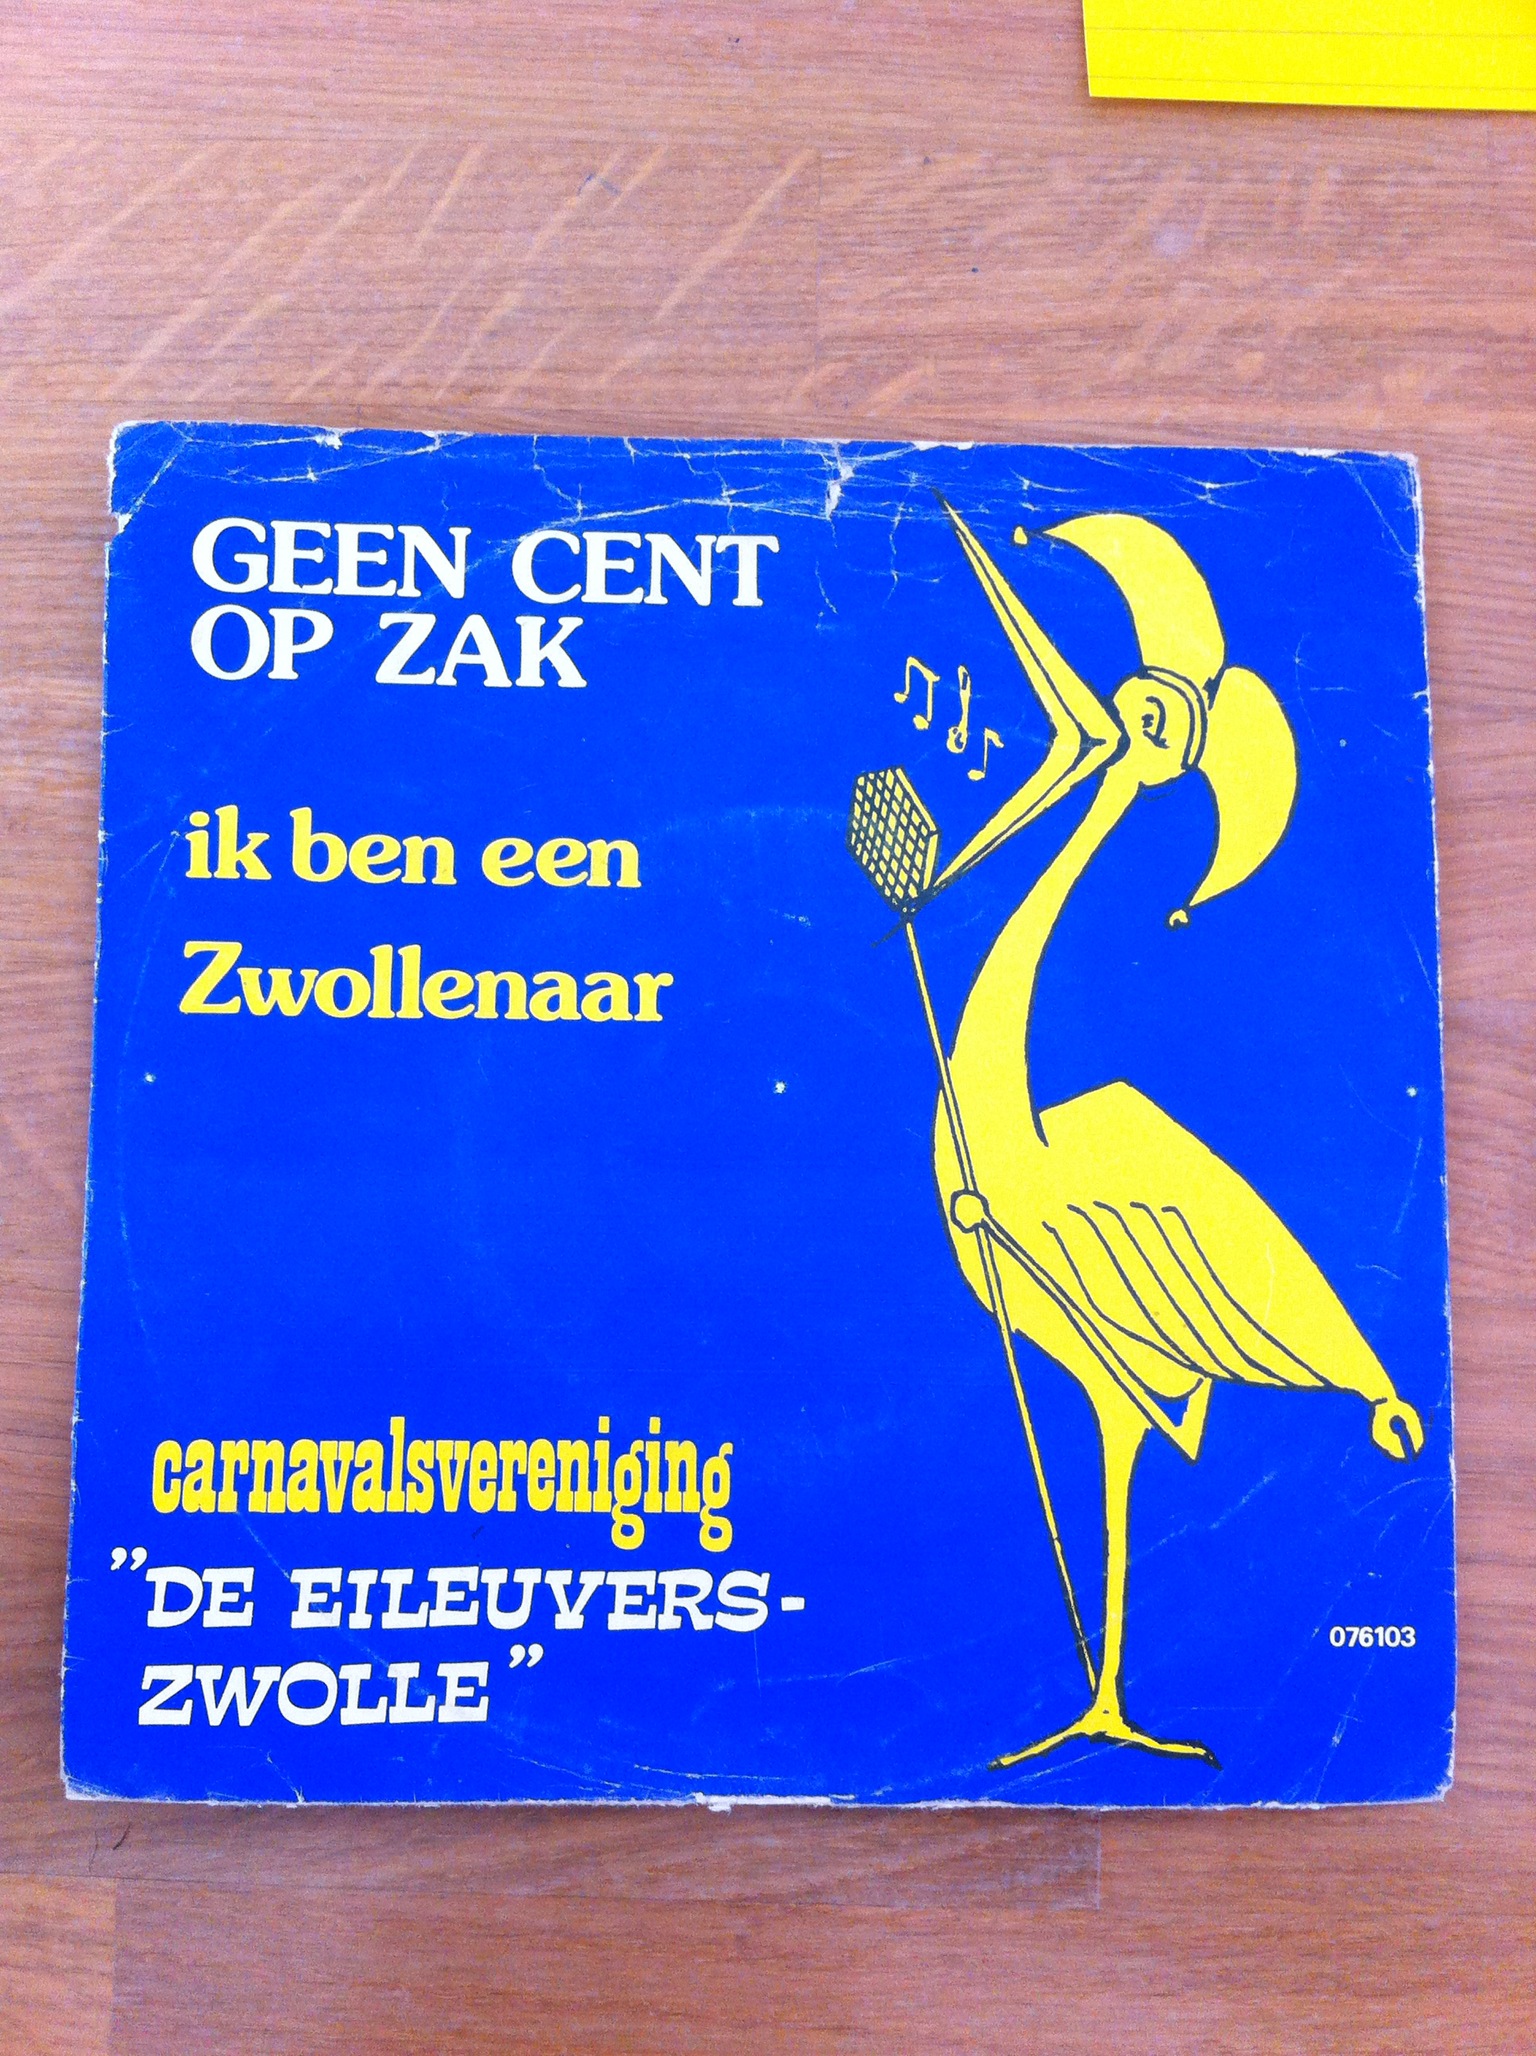 GEEN CENT
OP ZAK
ik ben een
Zwollenaar
carnavalsvereniging
”DE EILEUVERS-
ZWOLLE”
076103